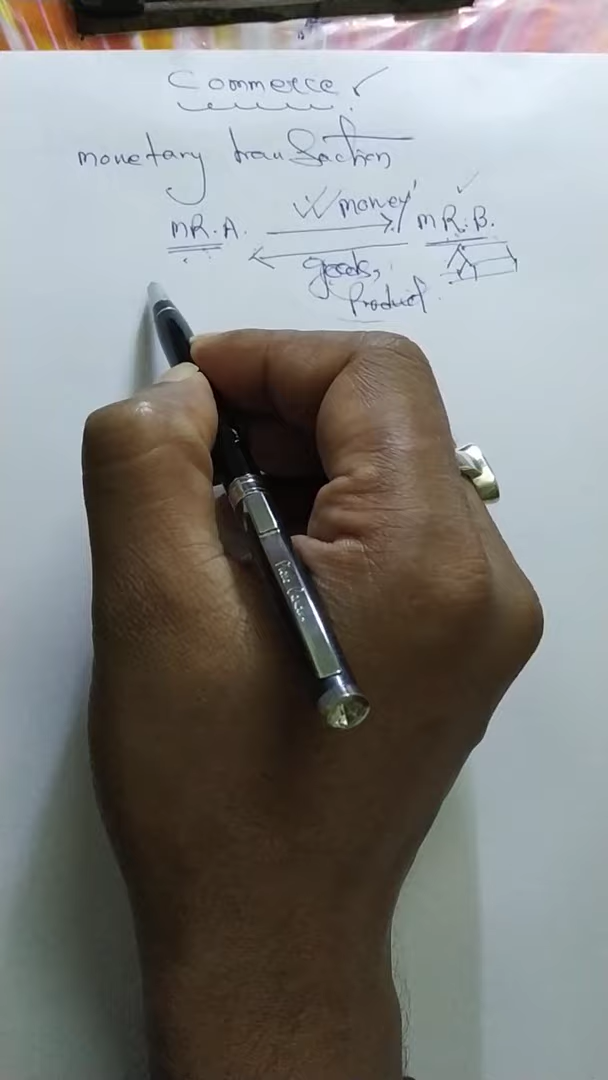 Commerce
monetary transaction
money
MR. A. MR. B.
goods,
Product.